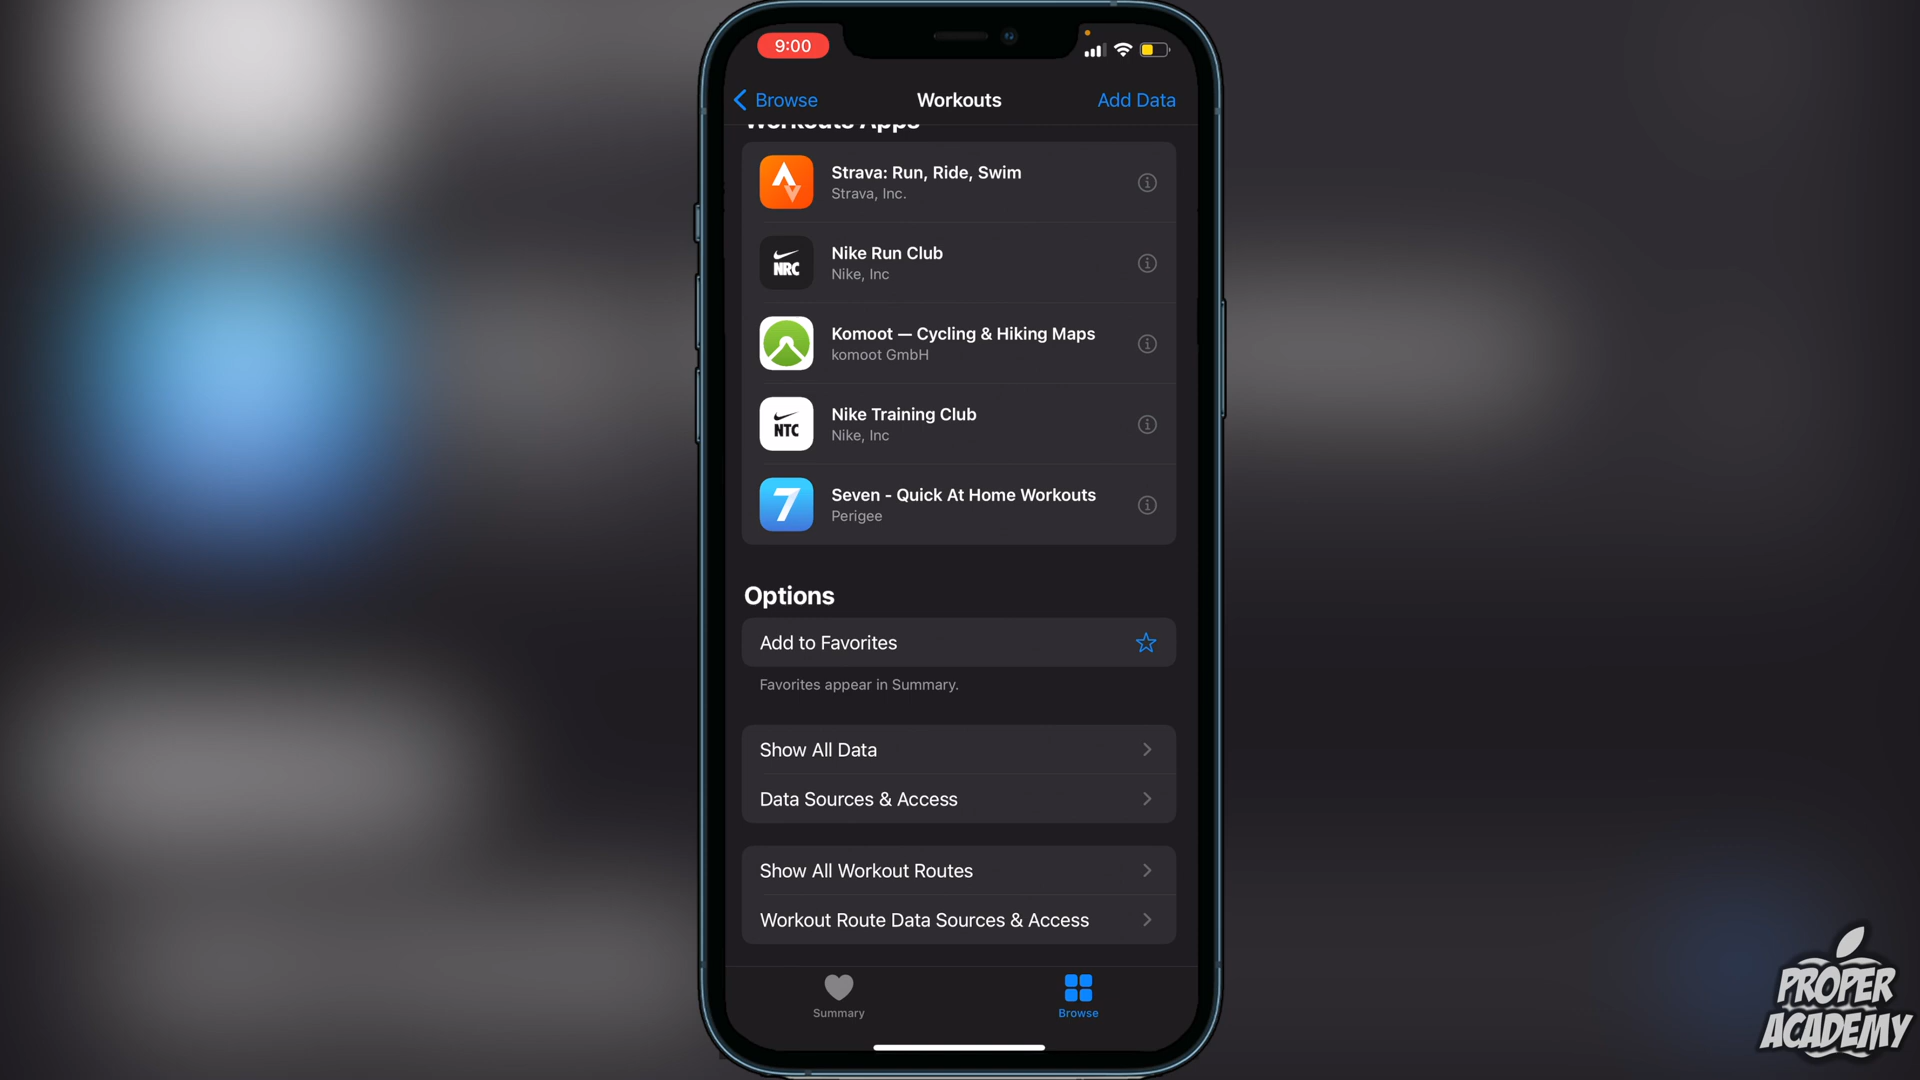 9:00
Browse
Workouts
Add Data
Workouts Apps
Strava: Run, Ride, Swim
Strava, Inc.
NRC
Nike Run Club
Nike, Inc
Komoot — Cycling & Hiking Maps
komoot GmbH
NTC
Nike Training Club
Nike, Inc
7
Seven - Quick At Home Workouts
Perigee
Options
Add to Favorites
Favorites appear in Summary.
Show All Data
Data Sources & Access
Show All Workout Routes
Workout Route Data Sources & Access
Summary
Browse
PROPER
ACADEMY